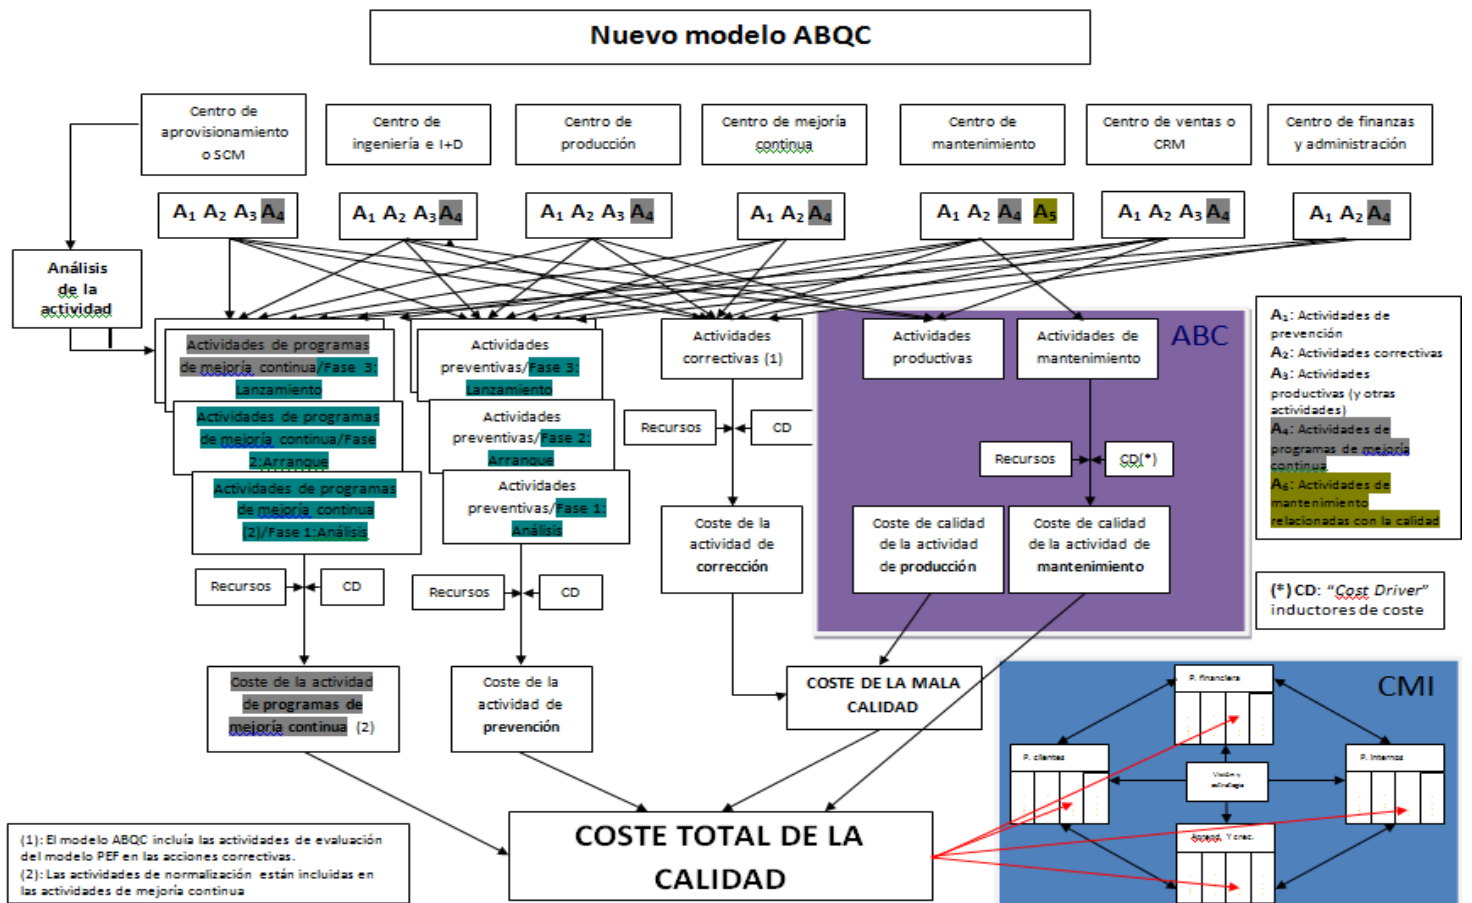 Nuevo modelo ABQC
Centro de
aprovisionamiento
o SCM
Centro de
ingeniería e I+D
Centro de
producción
Centro de mejoría
continua
Centro de
mantenimiento
Centro de ventas o
CRM
Centro de finanzas
y administración
A₁ A₂ A₃ A₄
A₁ A₂ A₃ A₄
A₁ A₂ A₃ A₄
A₁ A₂ A₄
A₁ A₂ A₄ A₅
A₁ A₂ A₃ A₄
A₁ A₂ A₄
Análisis
de la
actividad
Actividades de programas
de mejoría continua/Fase 3:
Lanzamiento
Actividades de programas
de mejoría continua/Fase
2:Arranque
Actividades de programas
de mejoría continua
(2)/Fase 1:Análisis
Actividades
preventivas/Fase 3:
Lanzamiento
Actividades
preventivas/Fase 2:
Arranque
Actividades
preventivas/Fase 1:
Análisis
Actividades
correctivas (1)
Actividades
productivas
Actividades de
mantenimiento
ABC
Recursos
CD
Recursos
CD(*)
Coste de la
actividad de
corrección
Coste de calidad
de la actividad
de producción
Coste de calidad
de la actividad de
mantenimiento
Recursos
CD
Recursos
CD
A₁: Actividades de
prevención
A₂: Actividades correctivas
A₃: Actividades
productivas (y otras
actividades)
A₄: Actividades de
programas de mejoría
continua
A₆: Actividades de
mantenimiento
relacionadas con la calidad
(*) CD: “Cost Driver”
inductores de coste
Coste de la actividad
de programas de
mejoría continua (2)
Coste de la
actividad de
prevención
COSTE DE LA MALA
CALIDAD
CMI
P. financiera
P. clientes
Visión y
estrategia
P. Internos
Aprend. Y crec.
COSTE TOTAL DE LA
CALIDAD
(1): El modelo ABQC incluía las actividades de evaluación
del modelo PEF en las acciones correctivas.
(2): Las actividades de normalización están incluidas en
las actividades de mejoría continua